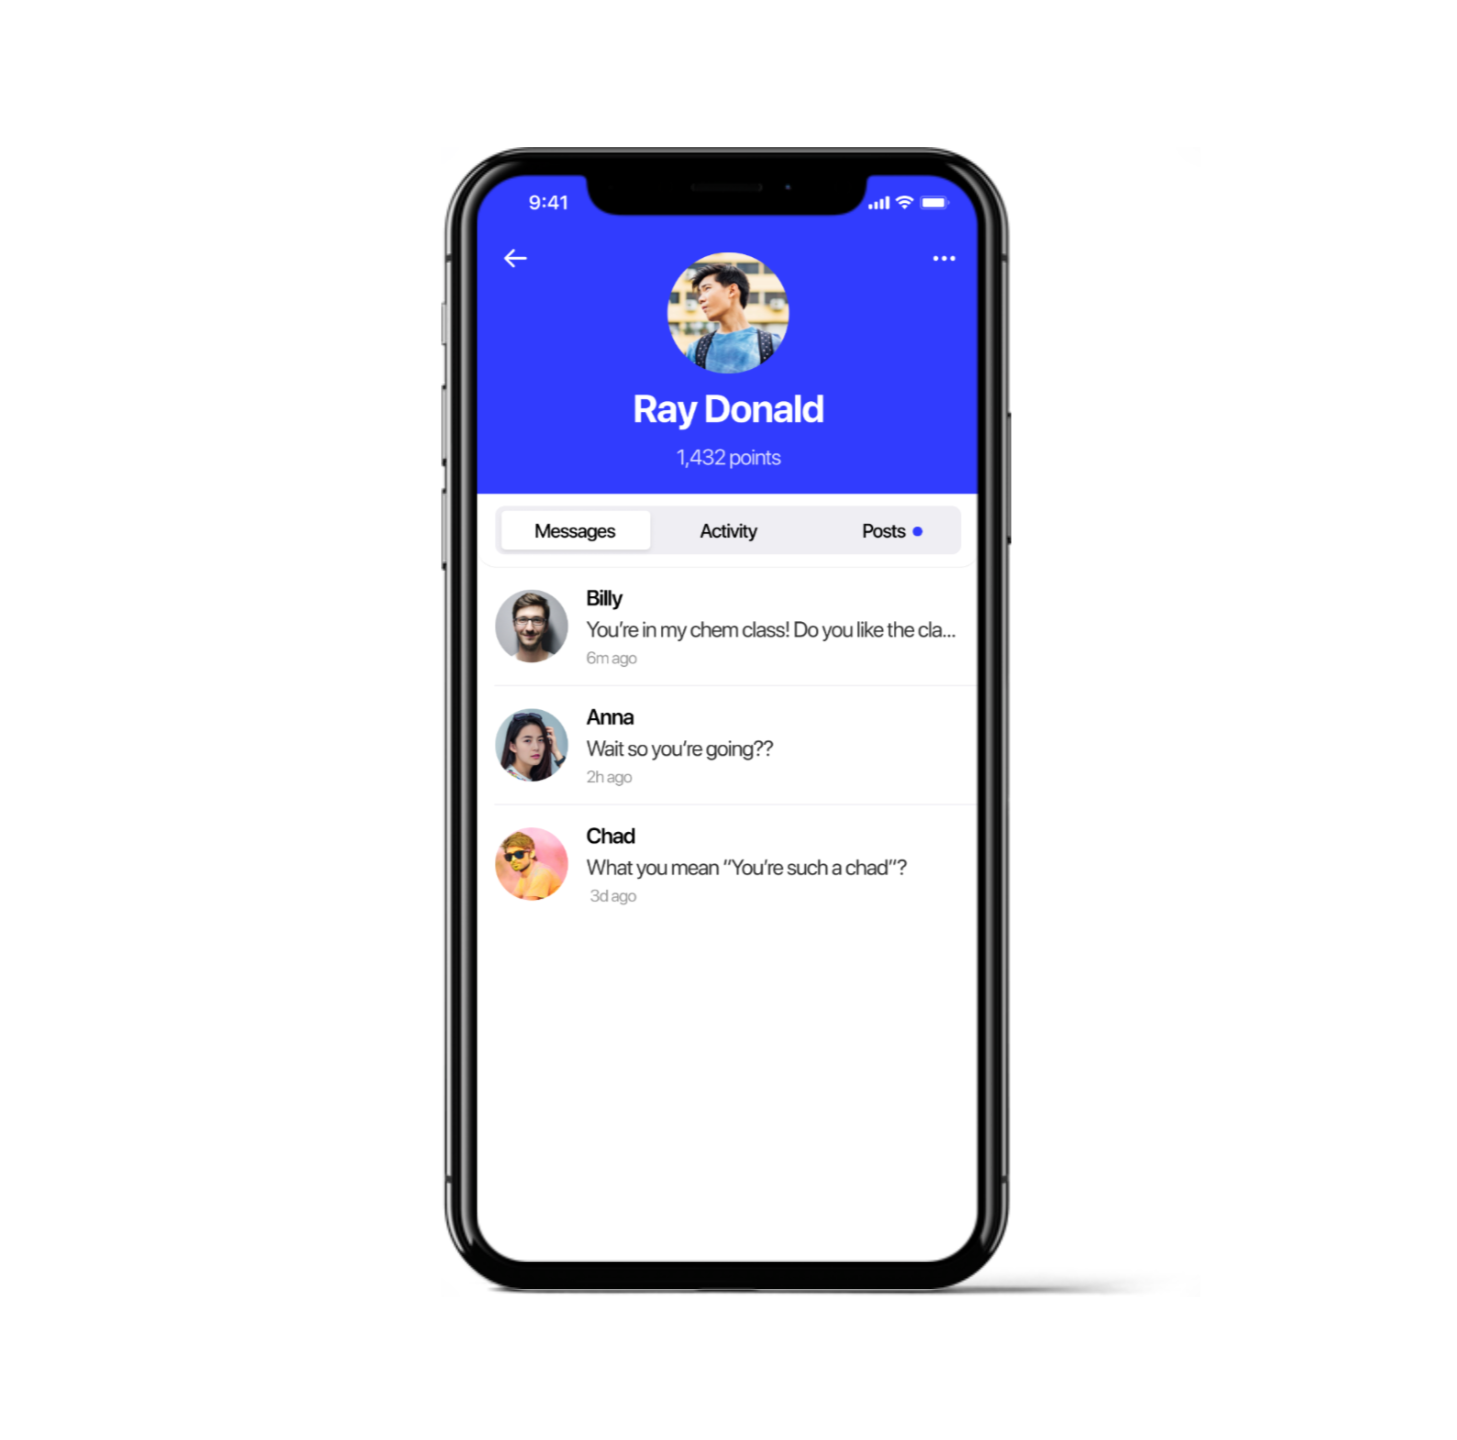 9:41
Ray Donald
1,432 points
Messages Activity Posts
Billy
You're in my chem class! Do you like the cla...
6m ago
Anna
Wait so you're going??
2h ago
Chad
What you mean "You're such a chad"?
3d ago